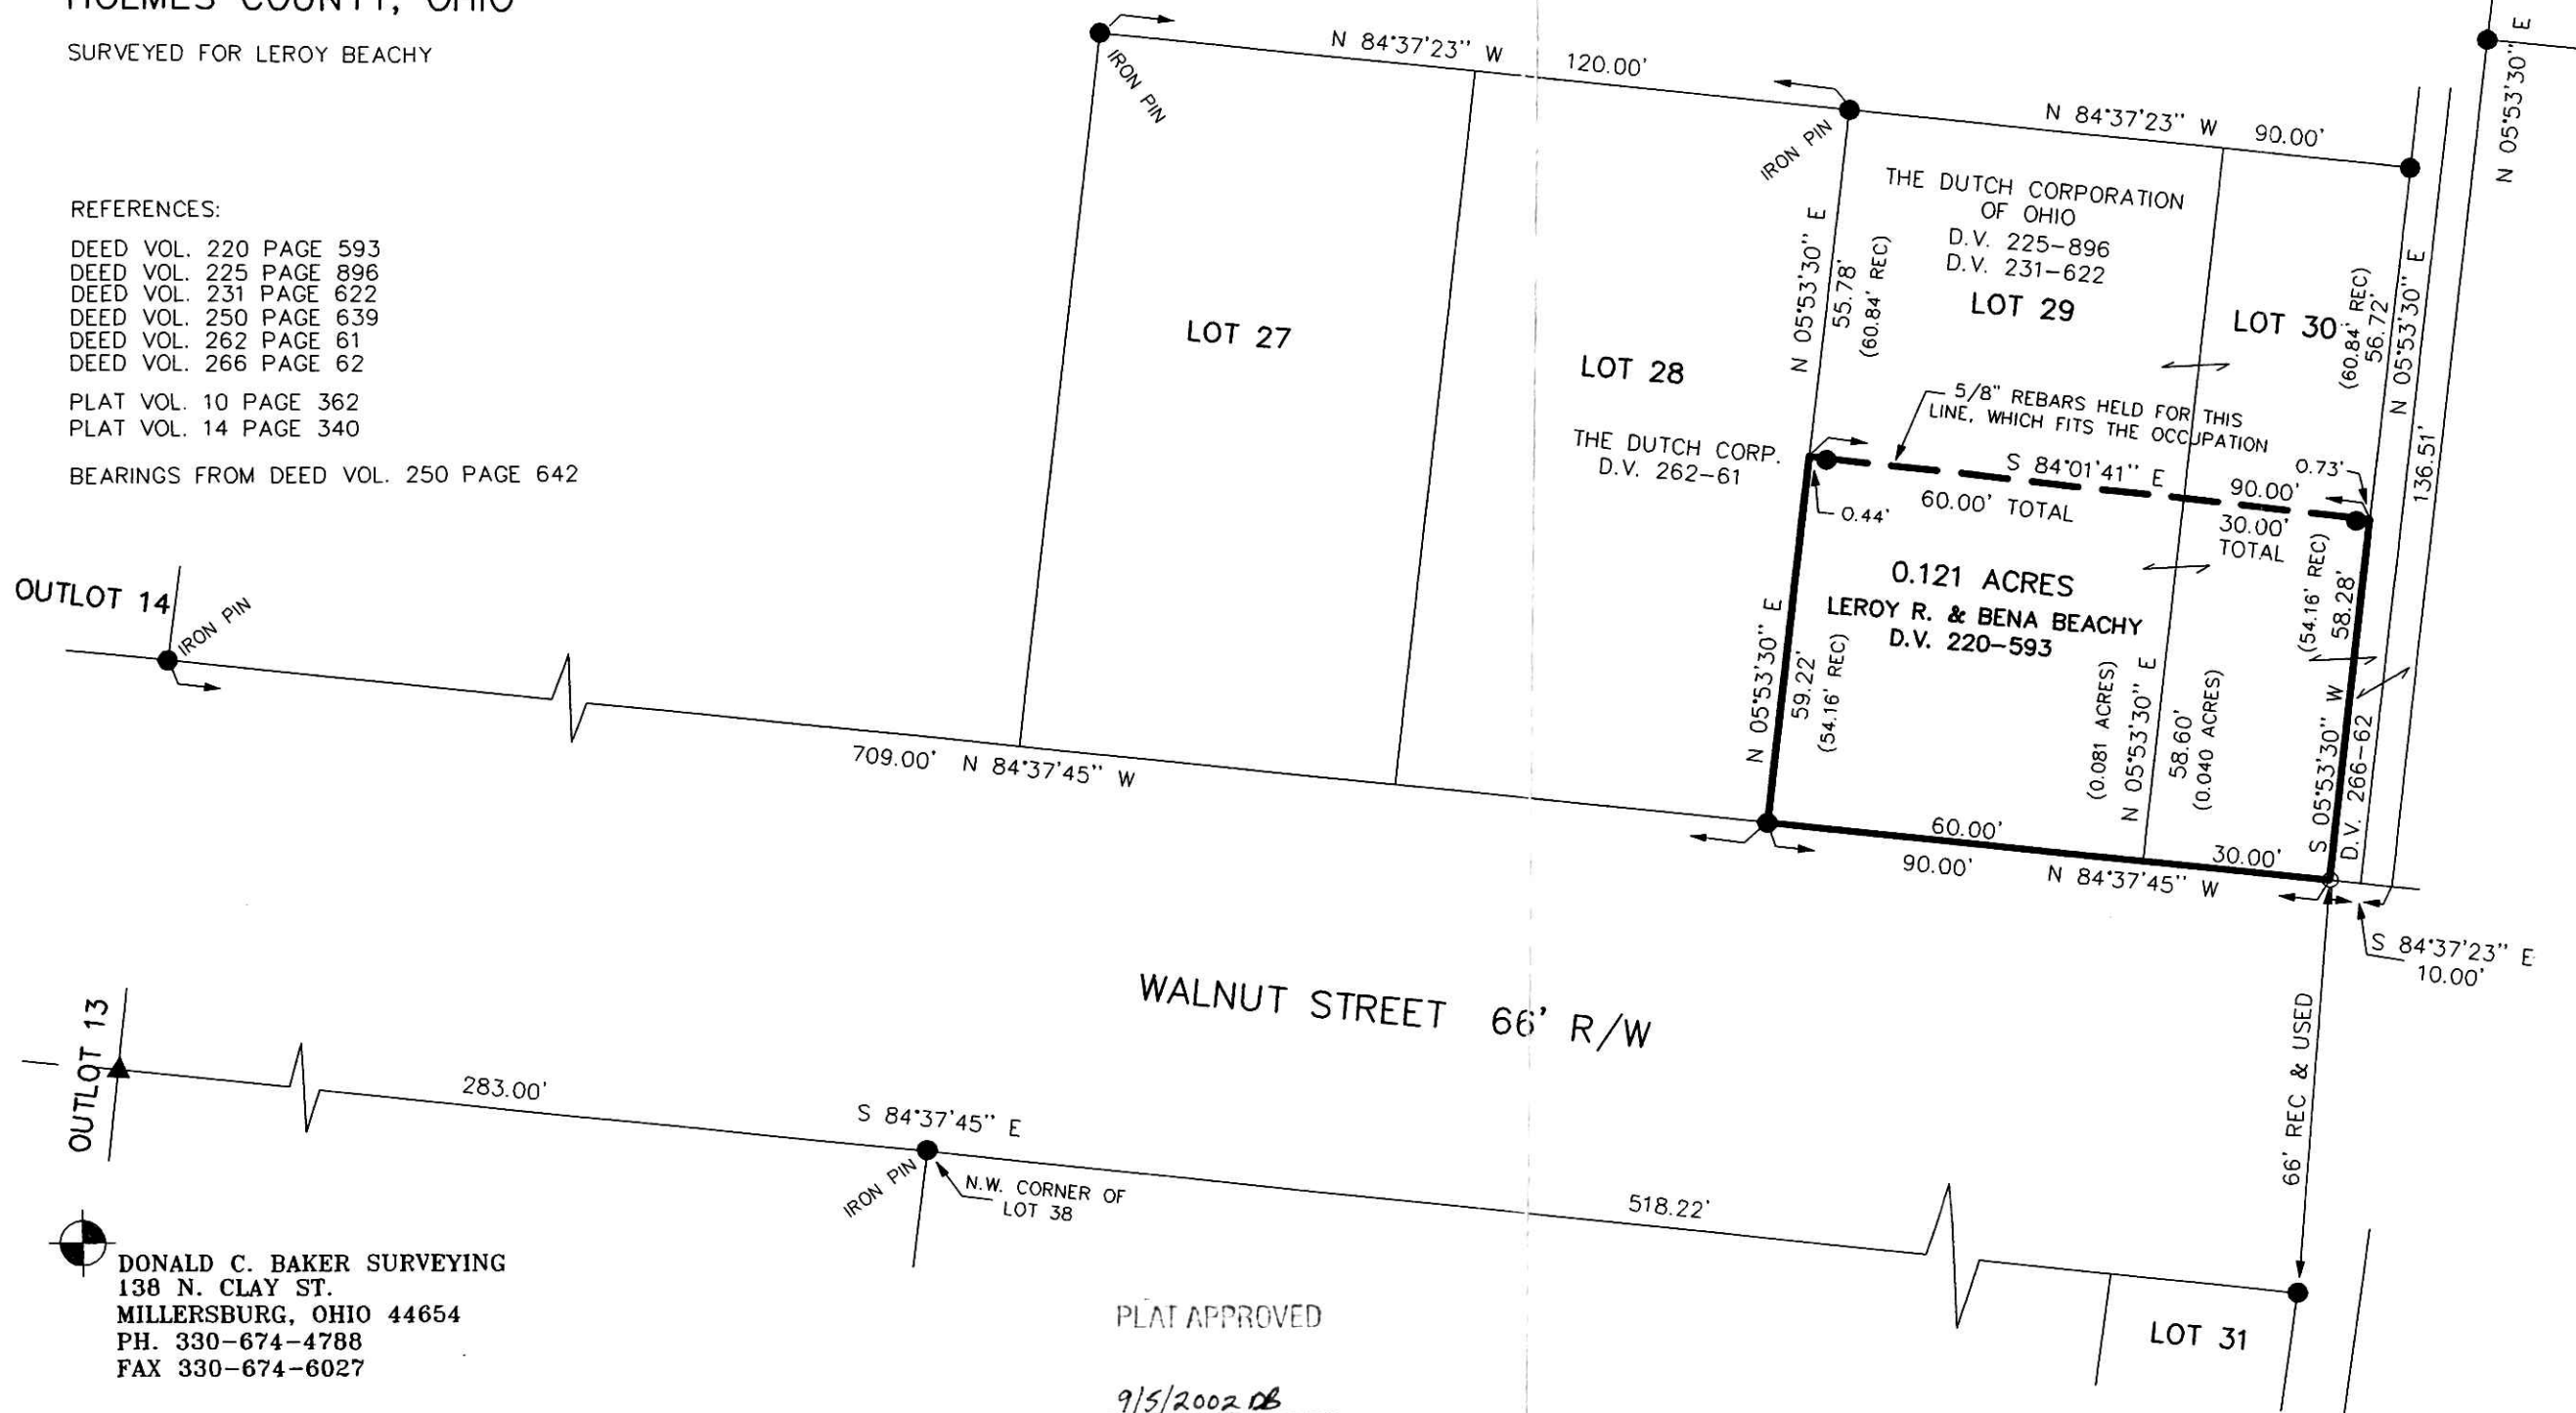 HOLMES COUNTY, OHIO
SURVEYED FOR LEROY BEACHY
REFERENCES:
DEED VOL. 220 PAGE 593
DEED VOL. 225 PAGE 896
DEED VOL. 231 PAGE 622
DEED VOL. 250 PAGE 639
DEED VOL. 262 PAGE 61
DEED VOL. 266 PAGE 62
PLAT VOL. 10 PAGE 362
PLAT VOL. 14 PAGE 340
BEARINGS FROM DEED VOL. 250 PAGE 642
IRON PIN
N 84°37'23" W 120.00'
IRON PIN
N 84°37'23" W 90.00'
N 05°53'30" E
THE DUTCH CORPORATION
OF OHIO
D.V. 225-896
D.V. 231-622
LOT 29
LOT 30
LOT 27
LOT 28
N 05°53'30" E
55.78'
(60.84' REC)
(60.84' REC)
56.72'
N 05°53'30" E
136.51'
5/8" REBARS HELD FOR THIS
LINE, WHICH FITS THE OCCUPATION
THE DUTCH CORP.
D.V. 262-61
S 84°01'41" E
90.00'
0.73'
0.44'
60.00' TOTAL
30.00'
TOTAL
0.121 ACRES
LEROY R. & BENA BEACHY
D.V. 220-593
N 05°53'30" E
59.22'
(54.16' REC)
(0.081 ACRES)
N 05°53'30" E
58.60'
(0.040 ACRES)
(54.16' REC)
58.28'
S 05°53'30" W
D.V. 266-62
OUTLOT 14
IRON PIN
709.00' N 84°37'45" W
60.00'
30.00'
90.00' N 84°37'45" W
S 84°37'23" E
10.00'
WALNUT STREET 66' R/W
66' REC & USED
OUTLOT 13
283.00'
S 84°37'45" E
IRON PIN
N.W. CORNER OF
LOT 38
518.22'
LOT 31
DONALD C. BAKER SURVEYING
138 N. CLAY ST.
MILLERSBURG, OHIO 44654
PH. 330-674-4788
FAX 330-674-6027
PLAT APPROVED
9/5/2002 DB